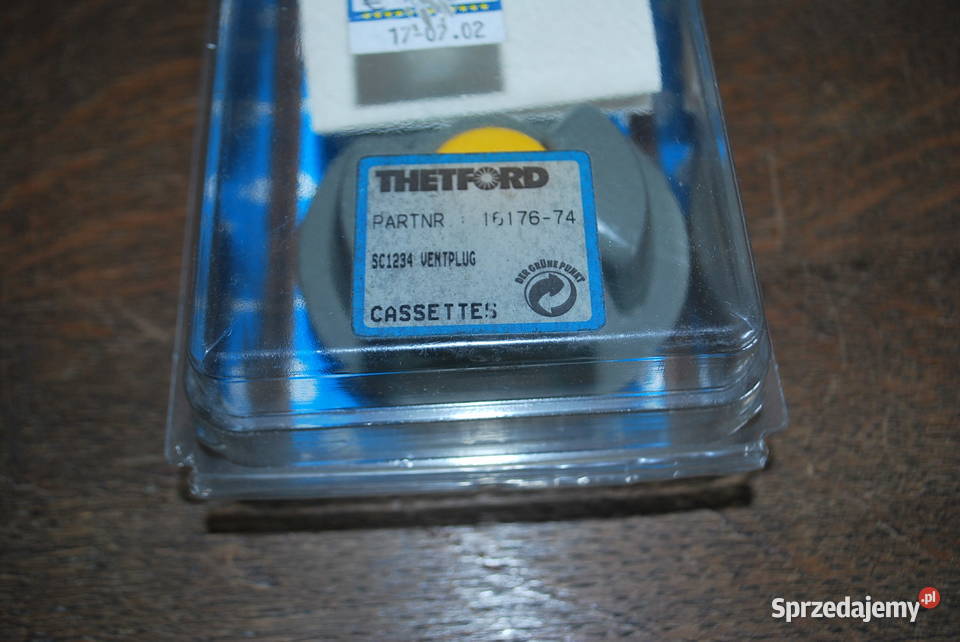 17-07.02
THETFORD
PARTNR : 16176-74
SC1234 VENTPLUG
DER GRÜNE PUNKT
CASSETTES
Sprzedajemy.pl